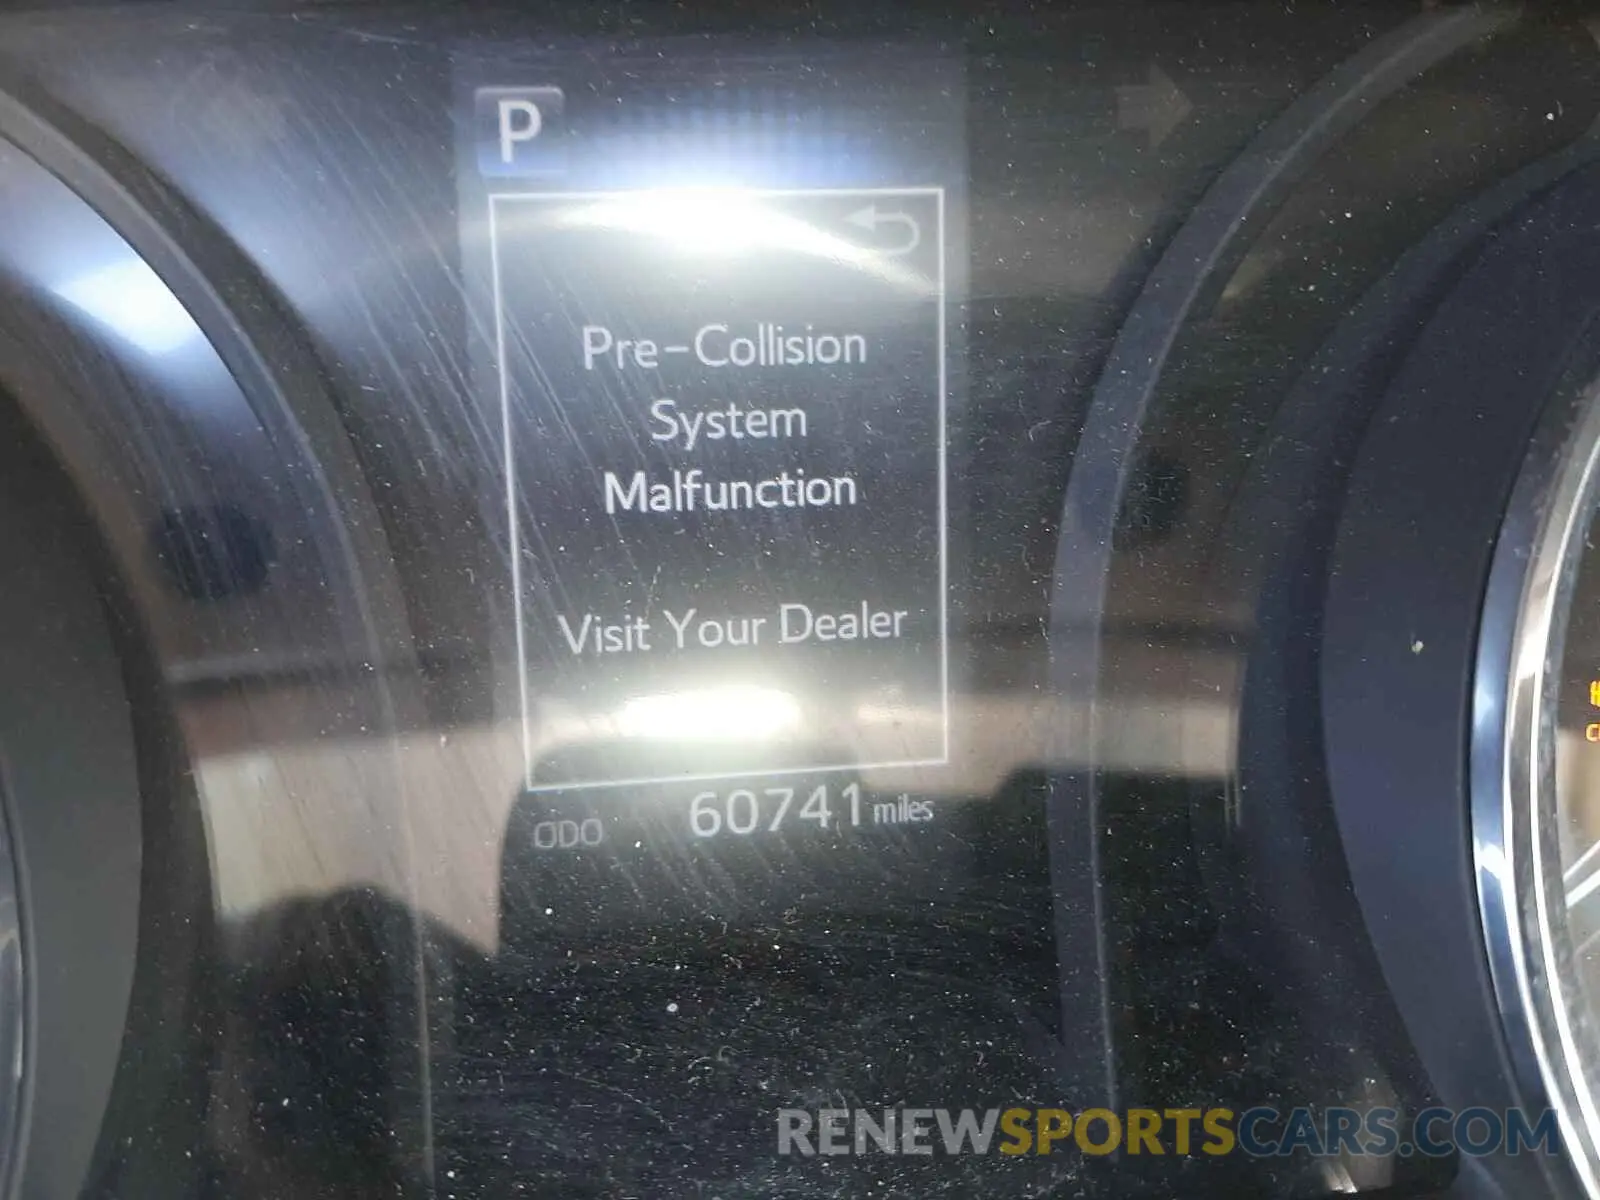 P
Pre-Collision
System
Malfunction
Visit Your Dealer
ODO 60741 miles
RENEWSPORTSCARS.COM